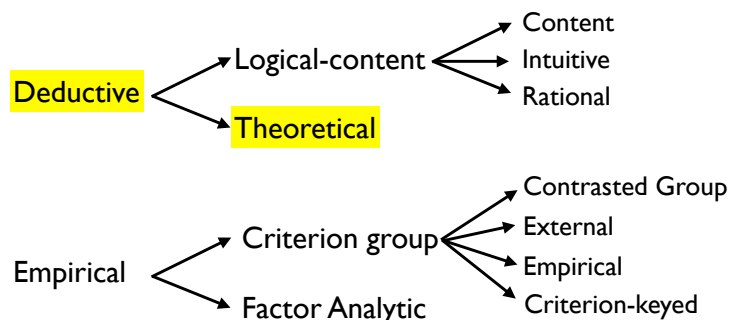 Deductive
Logical-content
Theoretical
Content
Intuitive
Rational
Empirical
Criterion group
Factor Analytic
Contrasted Group
External
Empirical
Criterion-keyed